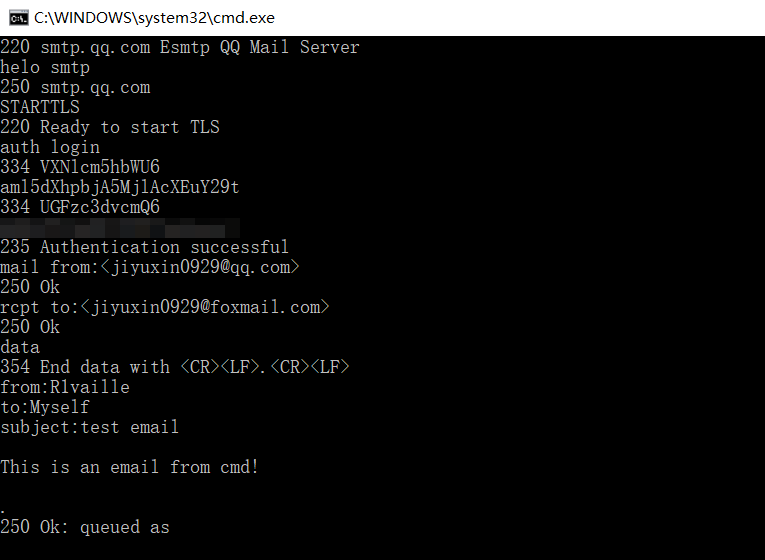 C:\WINDOWS\system32\cmd.exe
220 smtp.qq.com Esmtp QQ Mail Server
helo smtp
250 smtp.qq.com
STARTTLS
220 Ready to start TLS
auth login
334 VXNlcm5hbWU6
aml5dXhpbjA5MjlAcXEuY29t
334 UGFzc3dvcmQ6
235 Authentication successful
mail from:<jiyuxin0929@qq.com>
250 Ok
rcpt to:<jiyuxin0929@foxmail.com>
250 Ok
data
354 End data with <CR><LF>.<CR><LF>
from:R1vaille
to:Myself
subject:test email
This is an email from cmd!
.
250 Ok: queued as